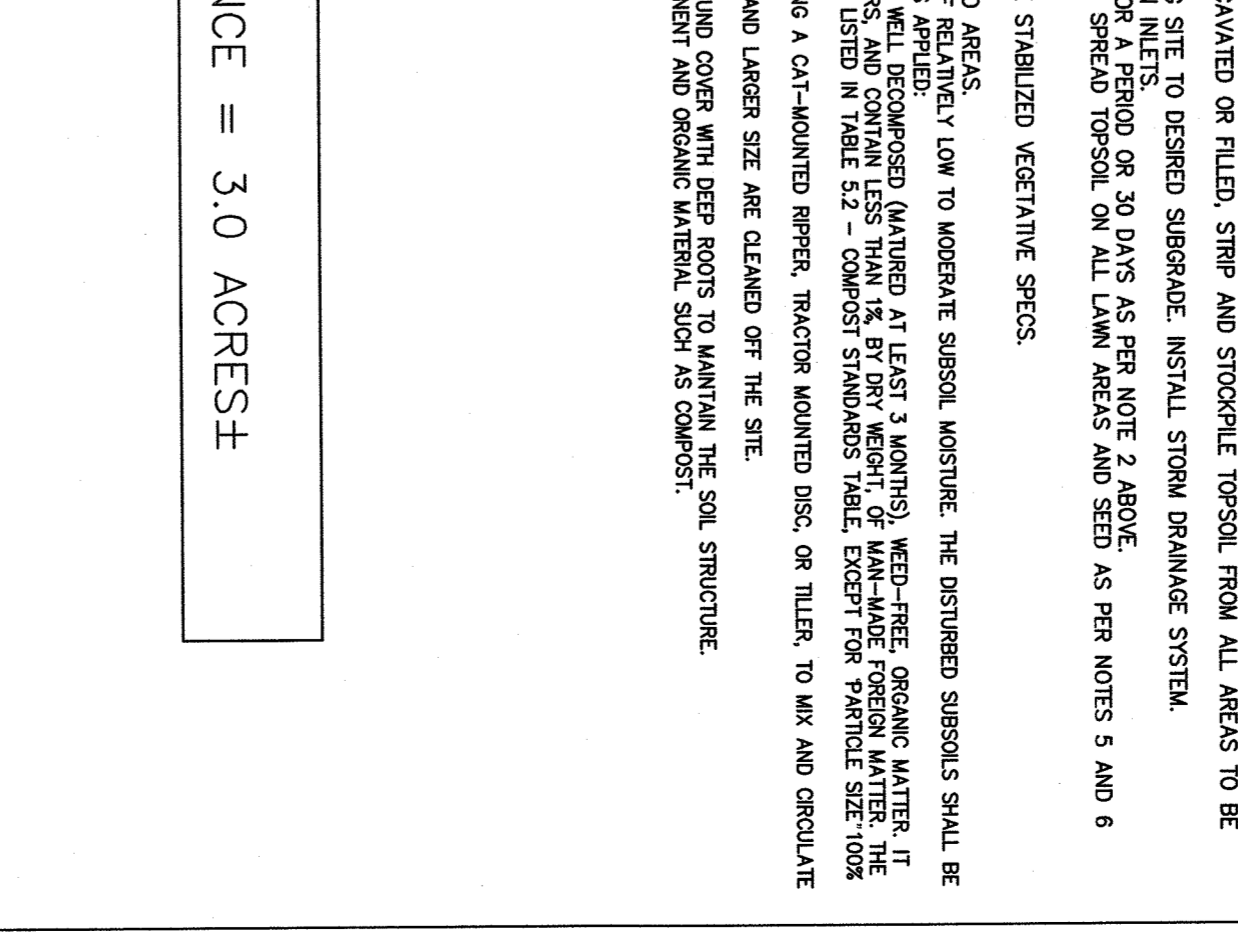 CAVATED OR FILLED, STRIP AND STOCKPILE TOPSOIL FROM ALL AREAS TO BE
G SITE TO DESIRED SUBGRADE. INSTALL STORM DRAINAGE SYSTEM.
N INLETS.
OR A PERIOD OR 30 DAYS AS PER NOTE 2 ABOVE.
SPREAD TOPSOIL ON ALL LAWN AREAS AND SEED AS PER NOTES 5 AND 6
STABILIZED VEGETATIVE SPECS.
D AREAS.
F RELATIVELY LOW TO MODERATE SUBSOIL MOISTURE. THE DISTURBED SUBSOILS SHALL BE
S APPLIED:
WELL DECOMPOSED (MATURED AT LEAST 3 MONTHS), WEED-FREE, ORGANIC MATTER. IT
RS, AND CONTAIN LESS THAN 1%, BY DRY WEIGHT, OF MAN-MADE FOREIGN MATTER. THE
LISTED IN TABLE 5.2 - COMPOST STANDARDS TABLE, EXCEPT FOR "PARTICLE SIZE"100%
NG A CAT-MOUNTED RIPPER, TRACTOR MOUNTED DISC, OR TILLER, TO MIX AND CIRCULATE
AND LARGER SIZE ARE CLEANED OFF THE SITE.
UND COVER WITH DEEP ROOTS TO MAINTAIN THE SOIL STRUCTURE.
NENT AND ORGANIC MATERIAL SUCH AS COMPOST.
NCE = 3.0 ACRES±